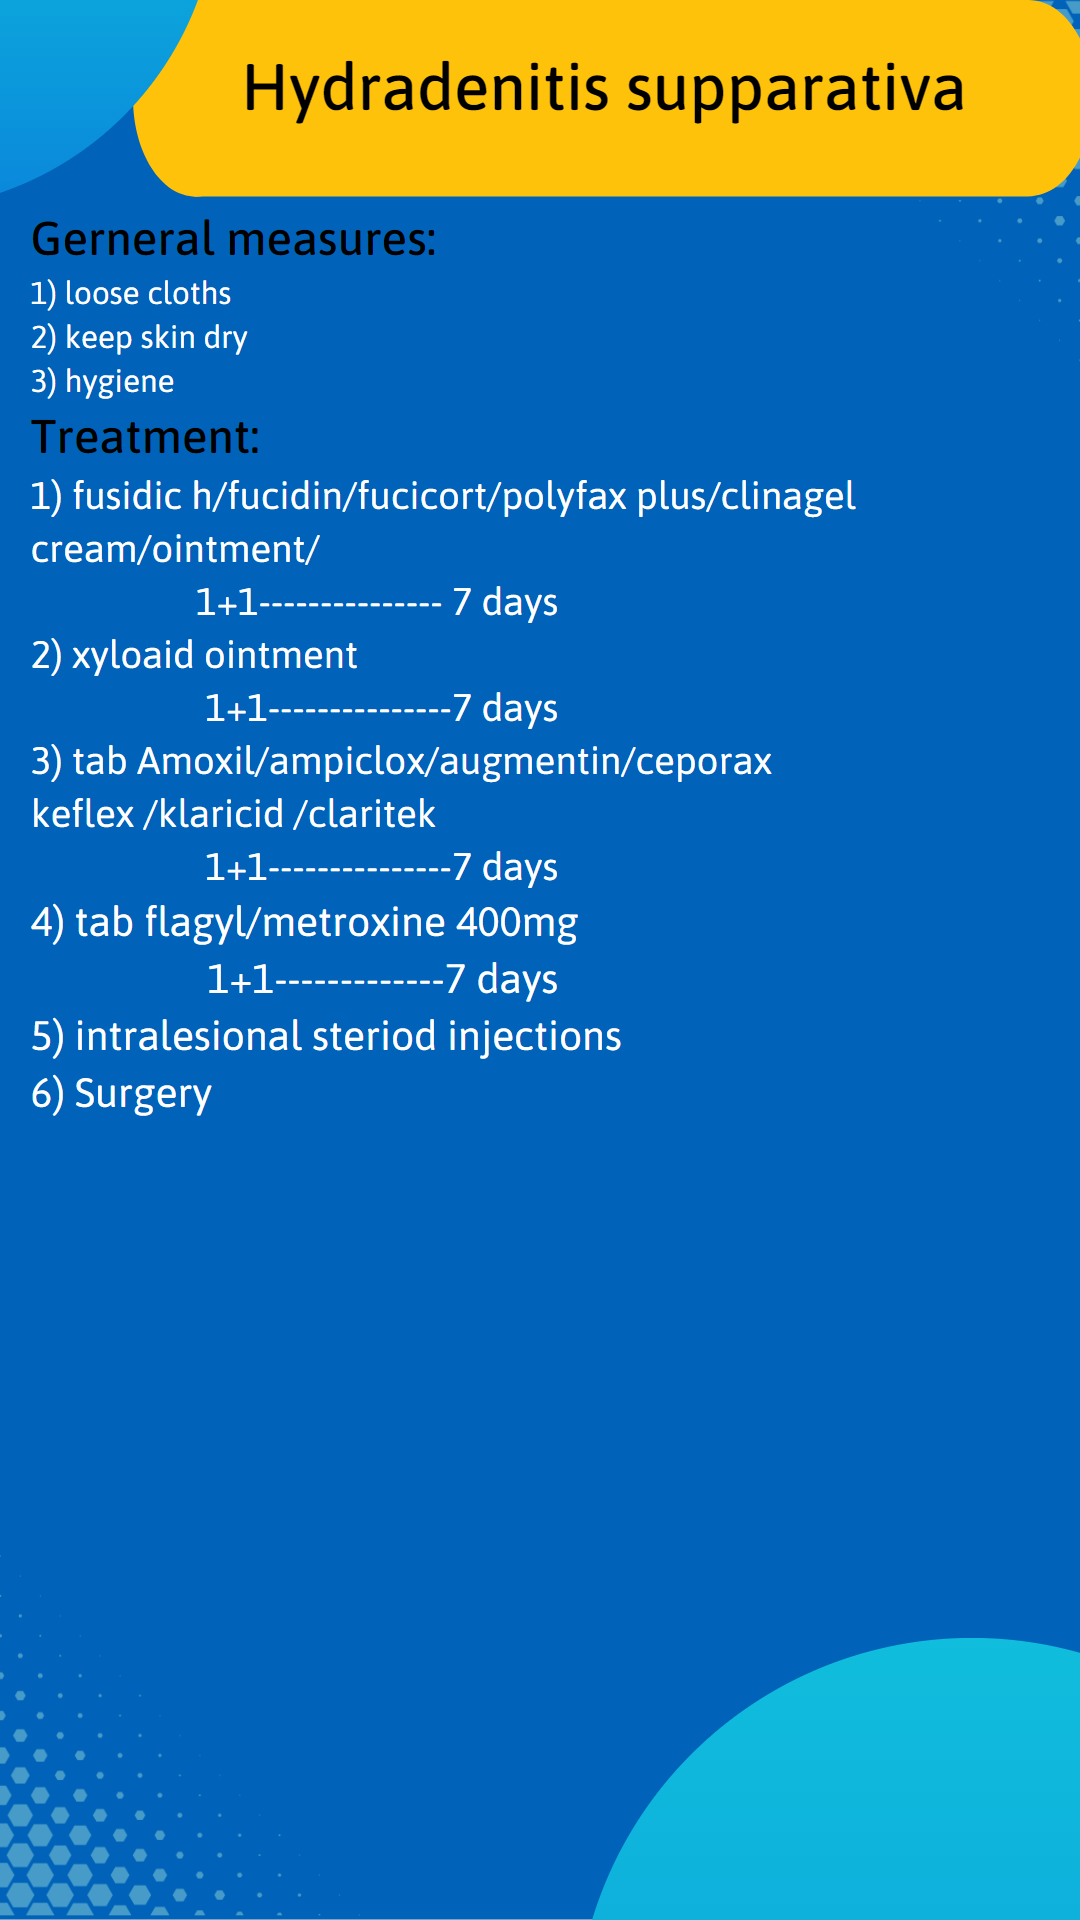 Hydradenitis supparativa
Gerneral measures:
1) loose cloths
2) keep skin dry
3) hygiene
Treatment:
1) fusidic h/fucidin/fucicort/polyfax plus/clinagel
cream/ointment/
1+1--------------- 7 days
2) xyloaid ointment
1+1---------------7 days
3) tab Amoxil/ampiclox/augmentin/ceporax
keflex /klaricid /claritek
1+1---------------7 days
4) tab flagyl/metroxine 400mg
1+1-------------7 days
5) intralesional steriod injections
6) Surgery